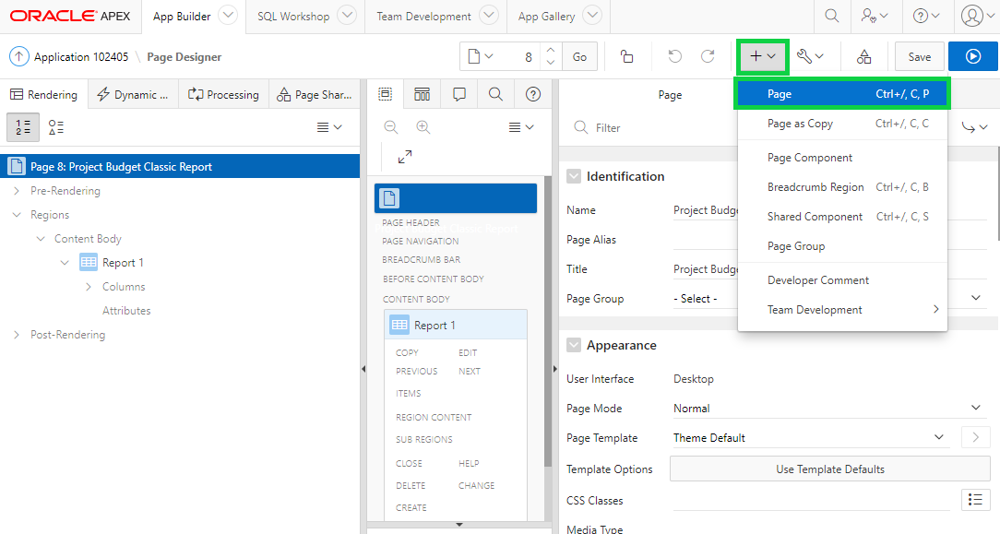 ORACLE APEX App Builder SQL Workshop Team Development App Gallery
Application 102405 \ Page Designer 8 Go Save
Rendering Dynamic ... Processing Page Shar... Page
Page Ctrl+/, C, P
Page as Copy Ctrl+/, C, C
Page Component
Breadcrumb Region Ctrl+/, C, B
Shared Component Ctrl+/, C, S
Page Group
Developer Comment
Team Development
Page 8: Project Budget Classic Report
Pre-Rendering
Regions
Content Body
Report 1
Columns
Attributes
Post-Rendering
PAGE HEADER
PAGE NAVIGATION
BREADCRUMB BAR
BEFORE CONTENT BODY
CONTENT BODY
Report 1
COPY EDIT
PREVIOUS NEXT
ITEMS
REGION CONTENT
SUB REGIONS
CLOSE HELP
DELETE CHANGE
CREATE
Filter
Identification
Name Project Budg
Page Alias
Title Project Budg
Page Group - Select -
Appearance
User Interface Desktop
Page Mode Normal
Page Template Theme Default
Template Options Use Template Defaults
CSS Classes
Media Type